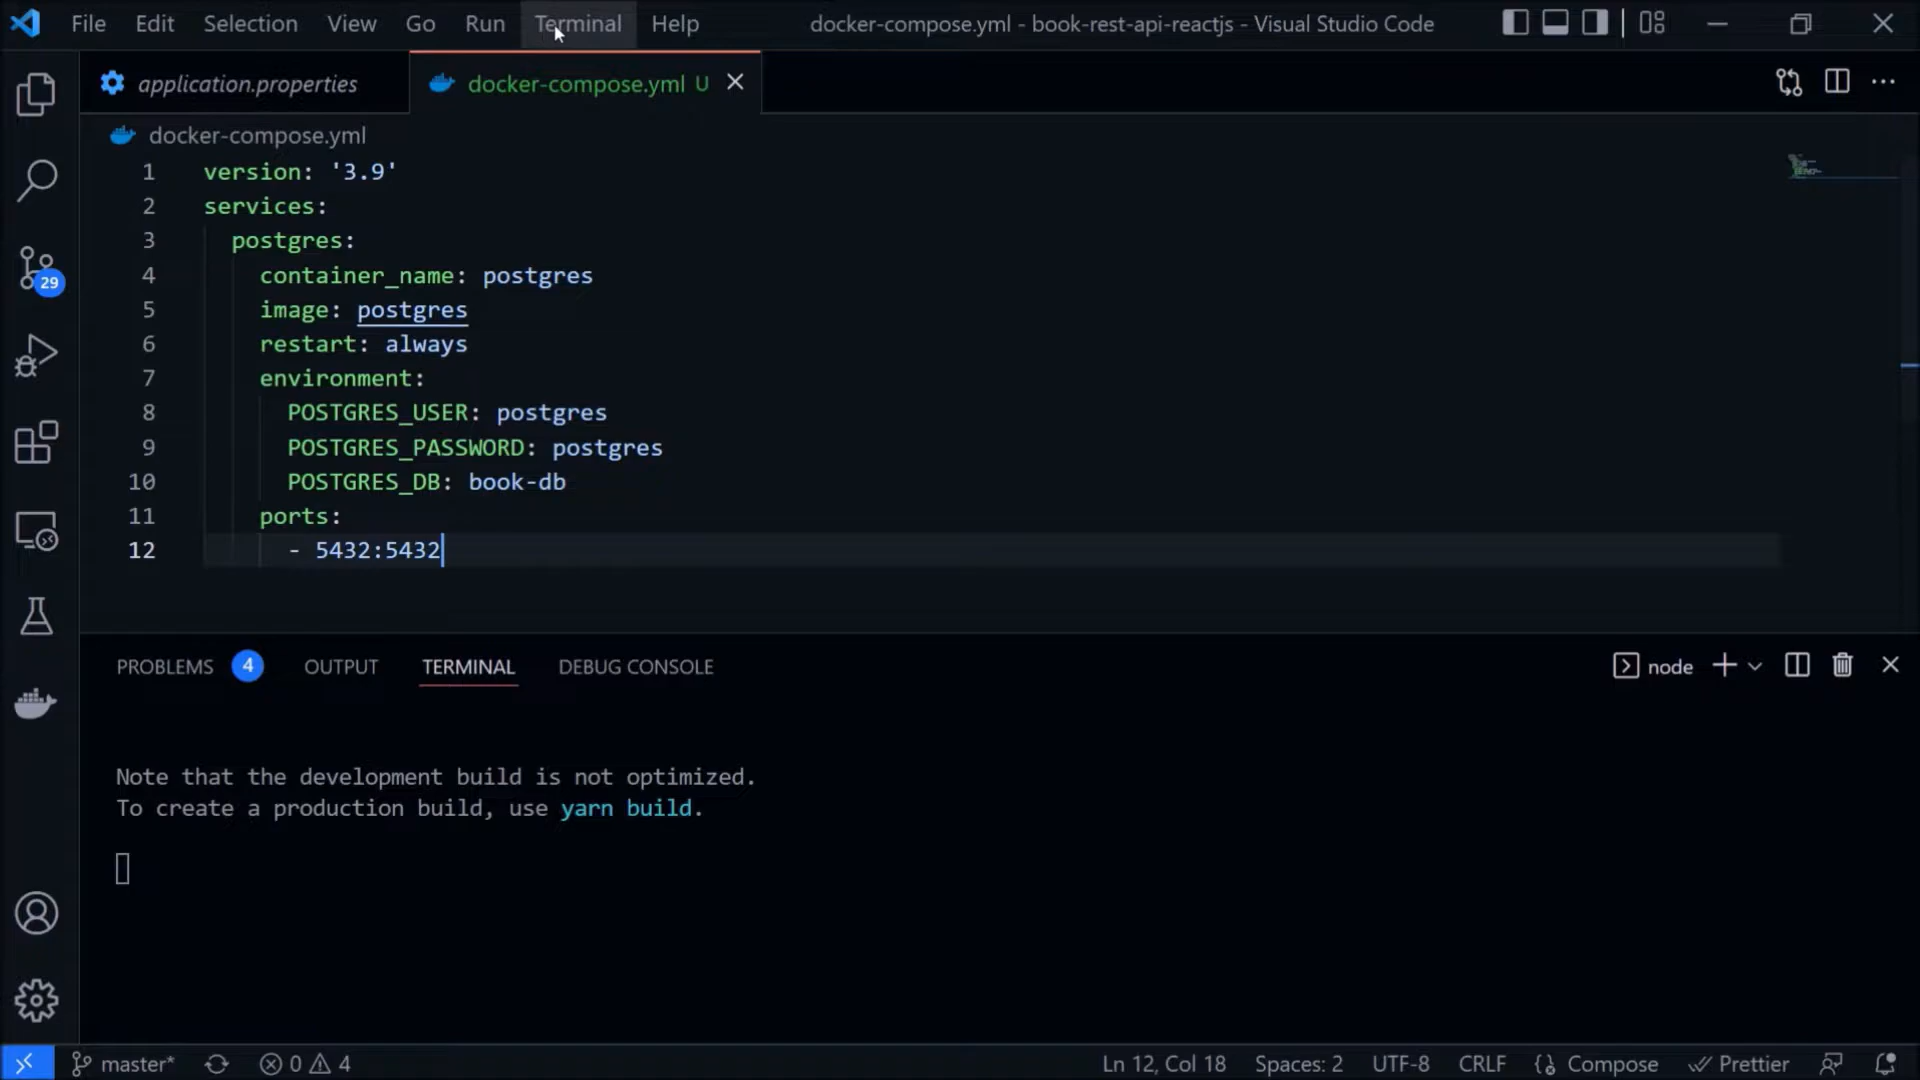 File Edit Selection View Go Run Terminal Help docker-compose.yml - book-rest-api-reactjs - Visual Studio Code
application.properties docker-compose.yml U
docker-compose.yml
1 version: '3.9'
2 services:
3 postgres:
4 container_name: postgres
5 image: postgres
6 restart: always
7 environment:
8 POSTGRES_USER: postgres
9 POSTGRES_PASSWORD: postgres
10 POSTGRES_DB: book-db
11 ports:
12 - 5432:5432
29
PROBLEMS 4 OUTPUT TERMINAL DEBUG CONSOLE node
Note that the development build is not optimized.
To create a production build, use yarn build.
master* 0 4 Ln 12, Col 18 Spaces: 2 UTF-8 CRLF {} Compose Prettier